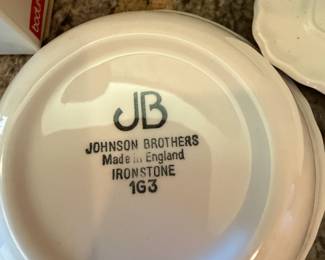 JB
JOHNSON BROTHERS
Made in England
IRONSTONE
1G3